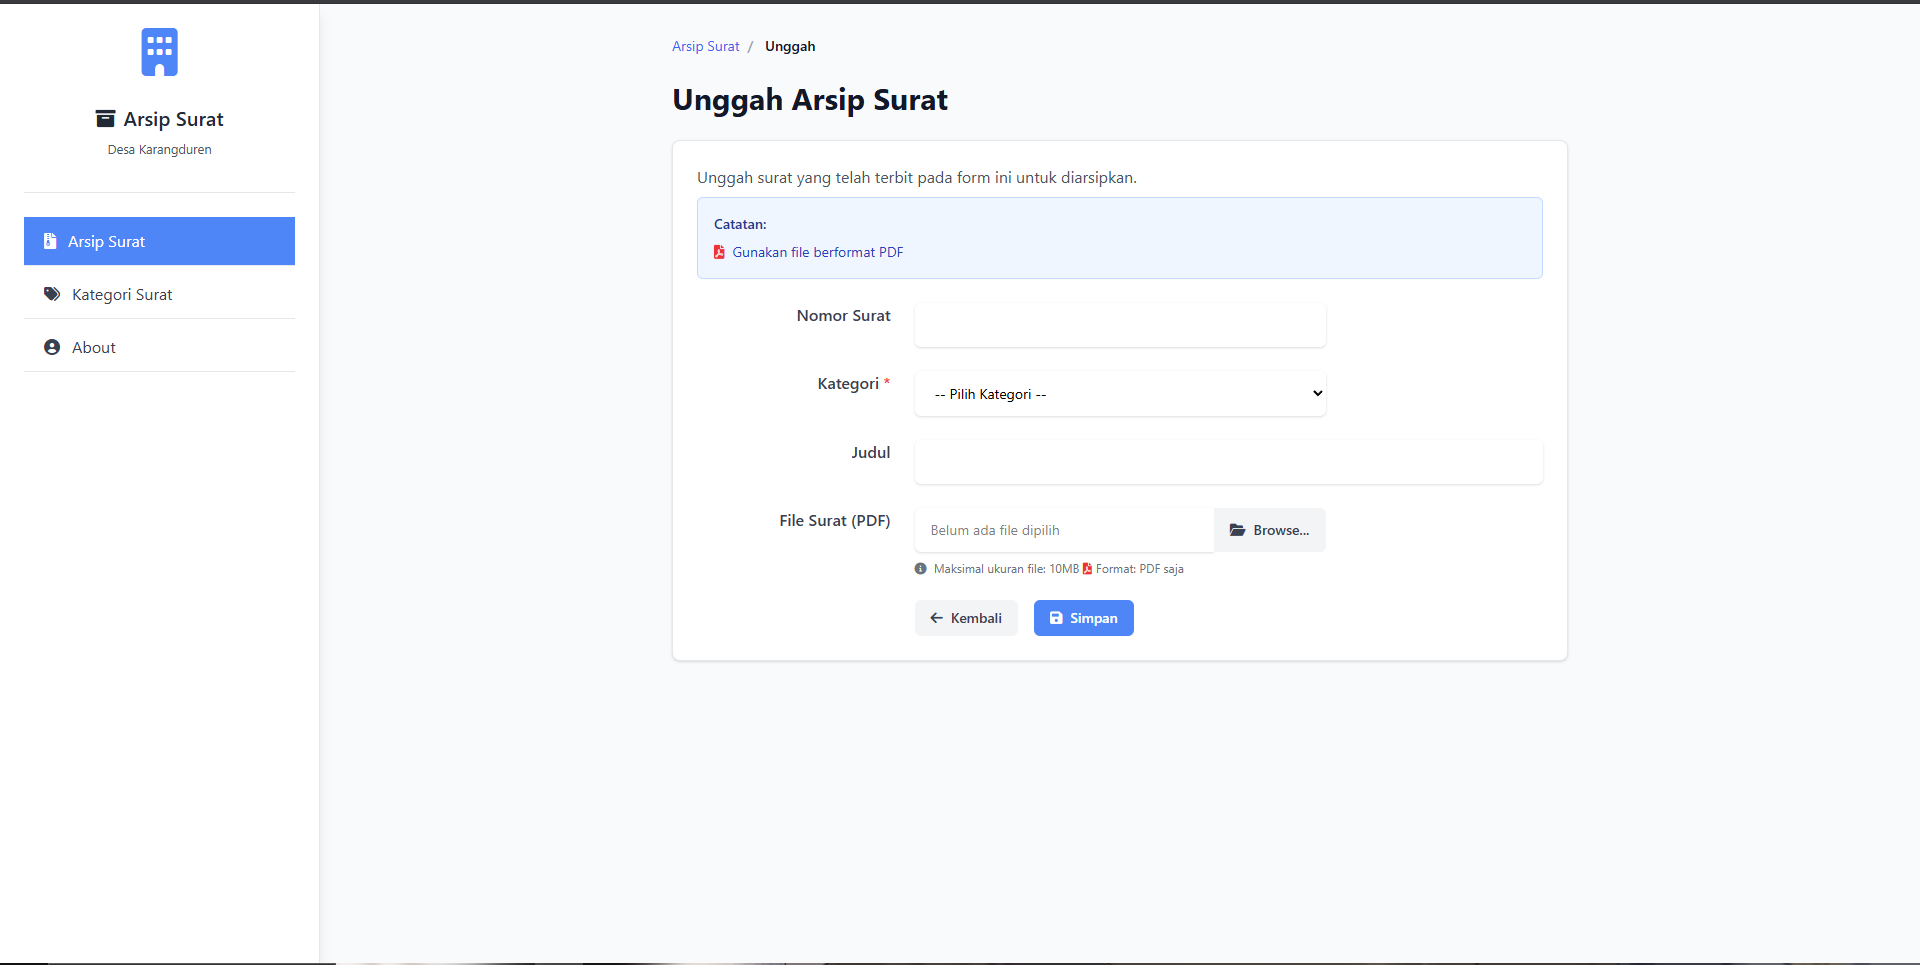 Arsip Surat
Desa Karangduren
Arsip Surat
Kategori Surat
About
Arsip Surat / Unggah
Unggah Arsip Surat
Unggah surat yang telah terbit pada form ini untuk diarsipkan.
Catatan:
Gunakan file berformat PDF
Nomor Surat
Kategori *
-- Pilih Kategori --
Judul
File Surat (PDF)
Belum ada file dipilih
Browse...
Maksimal ukuran file: 10MB Format: PDF saja
Kembali
Simpan